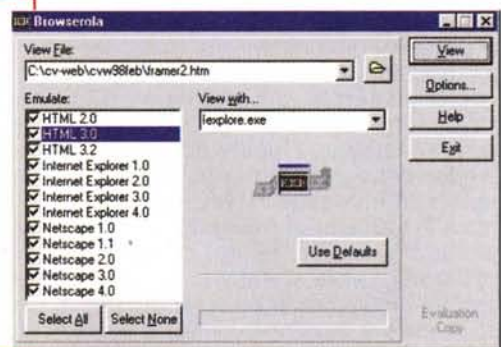 Browserola
View File:
C:\cv-web\cvw98feb\framer2.htm
Emulate:
HTML 2.0
HTML 3.0
HTML 3.2
Internet Explorer 1.0
Internet Explorer 2.0
Internet Explorer 3.0
Internet Explorer 4.0
Netscape 1.0
Netscape 1.1
Netscape 2.0
Netscape 3.0
Netscape 4.0
Select All
Select None
View with...
iexplore.exe
Use Defaults
View
Options...
Help
Exit
Evaluation
Copy